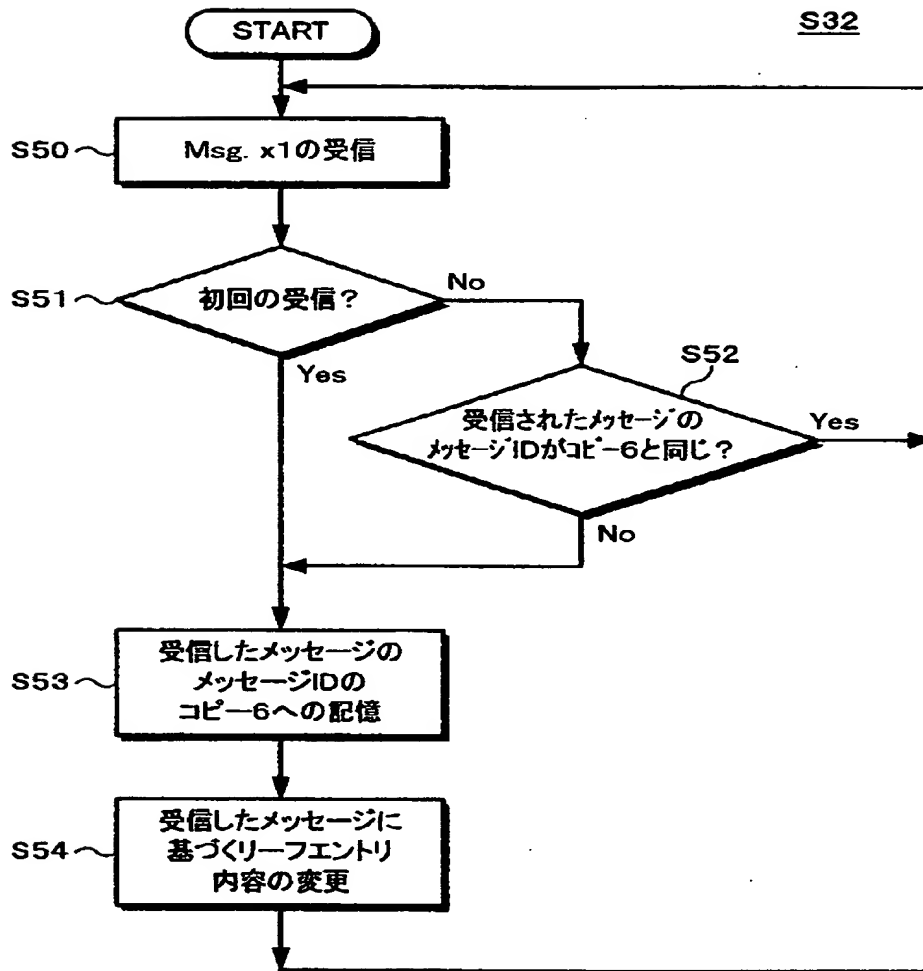 START
S32
S50
Msg. x1の受信
S51
初回の受信？
No
Yes
S52
受信されたメッセージの
メッセージIDがコピー6と同じ？
Yes
No
S53
受信したメッセージの
メッセージIDの
コピー6への記憶
S54
受信したメッセージに
基づくリーフエントリ
内容の変更